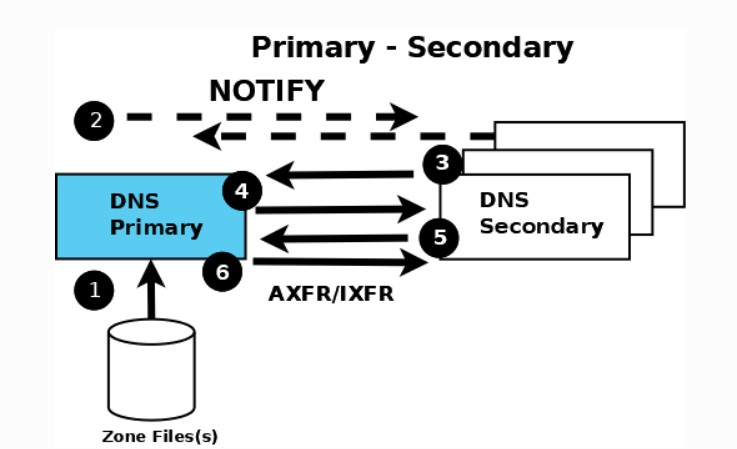 Primary - Secondary
NOTIFY
2
3
4
DNS
Primary
DNS
Secondary
5
6
1
AXFR/IXFR
Zone Files(s)